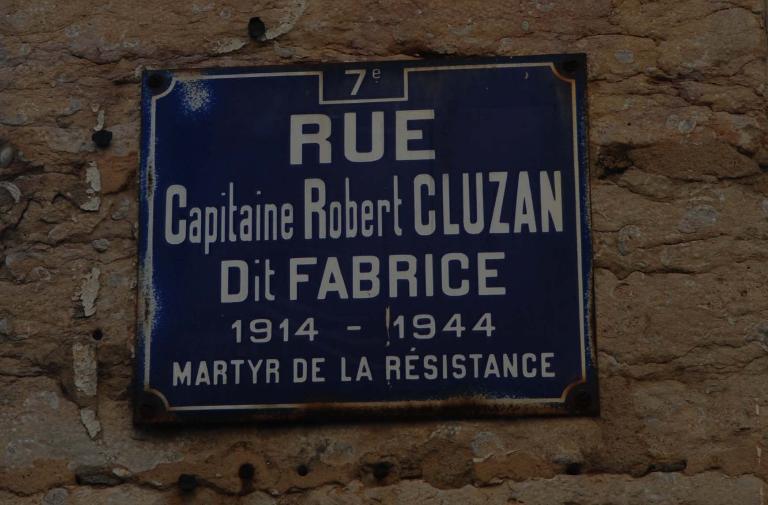 7e
RUE
Capitaine Robert CLUZAN
Dit FABRICE
1914 - 1944
MARTYR DE LA RÉSISTANCE